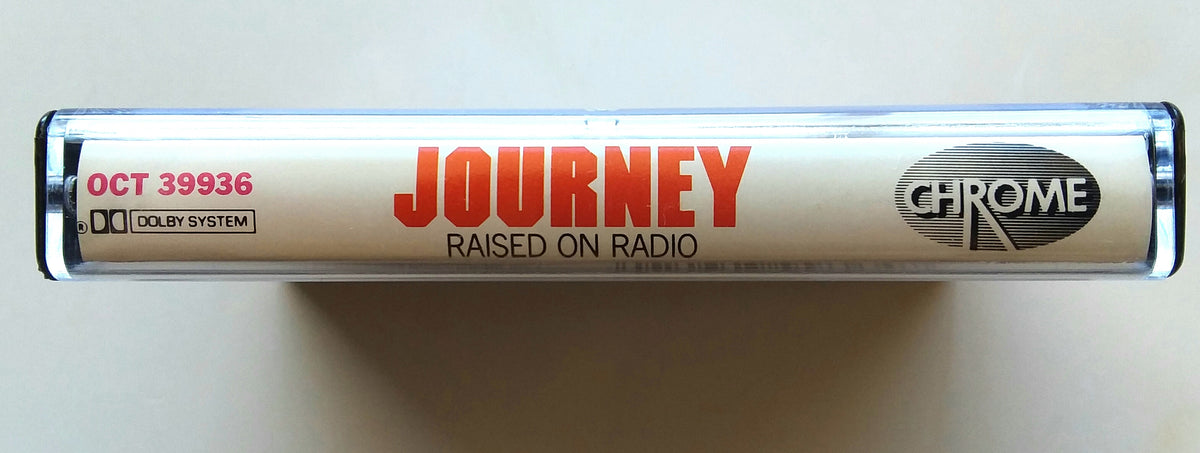 OCT 39936
® DOLBY SYSTEM
JOURNEY
RAISED ON RADIO
CHROME